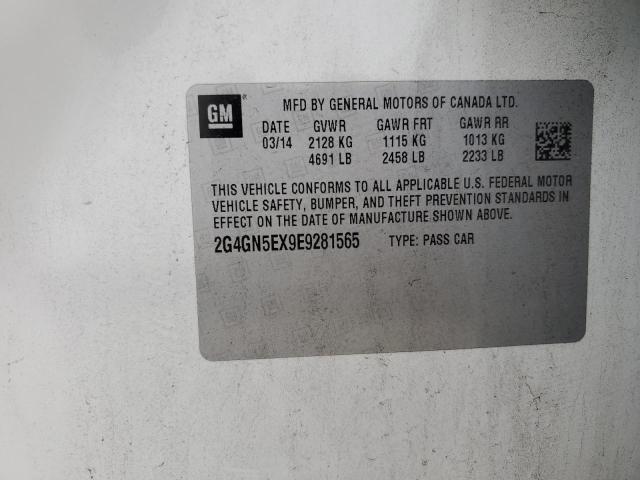 GM ®
MFD BY GENERAL MOTORS OF CANADA LTD.
DATE GVWR GAWR FRT GAWR RR
03/14 2128 KG 1115 KG 1013 KG
4691 LB 2458 LB 2233 LB
THIS VEHICLE CONFORMS TO ALL APPLICABLE U.S. FEDERAL MOTOR
VEHICLE SAFETY, BUMPER, AND THEFT PREVENTION STANDARDS IN
EFFECT ON THE DATE OF MANUFACTURE SHOWN ABOVE.
2G4GN5EX9E9281565 TYPE: PASS CAR